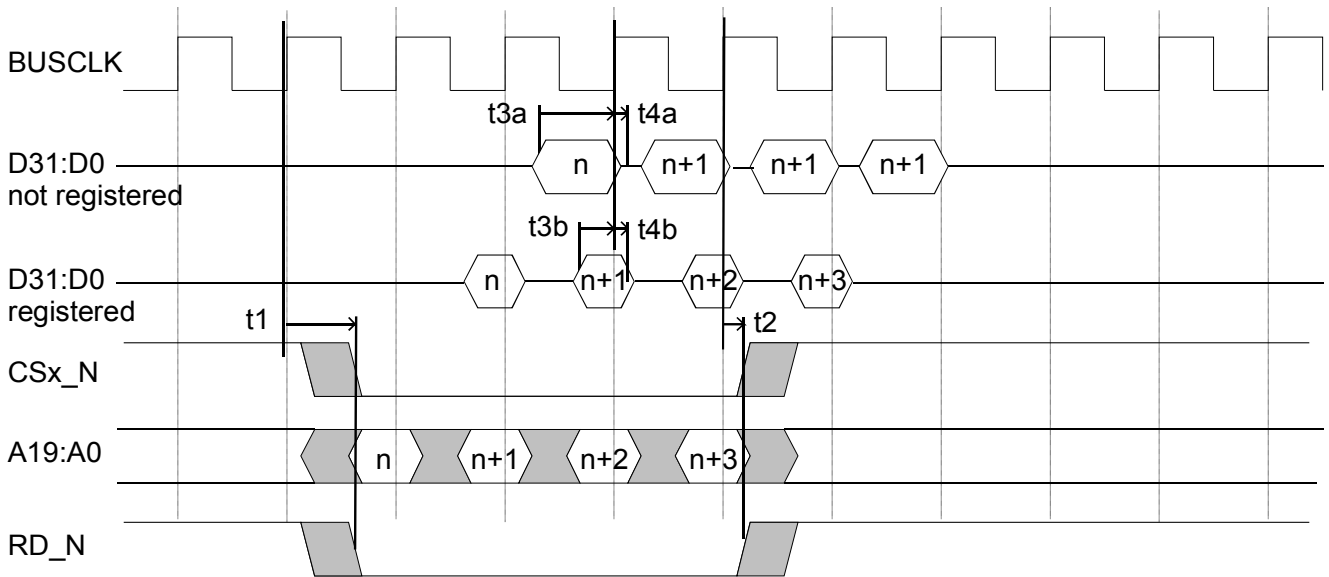 BUSCLK
t3a t4a
D31:D0
not registered
n n+1 n+1 n+1
t3b t4b
D31:D0
registered
n n+1 n+2 n+3
t1 t2
CSx_N
A19:A0 n n+1 n+2 n+3
RD_N